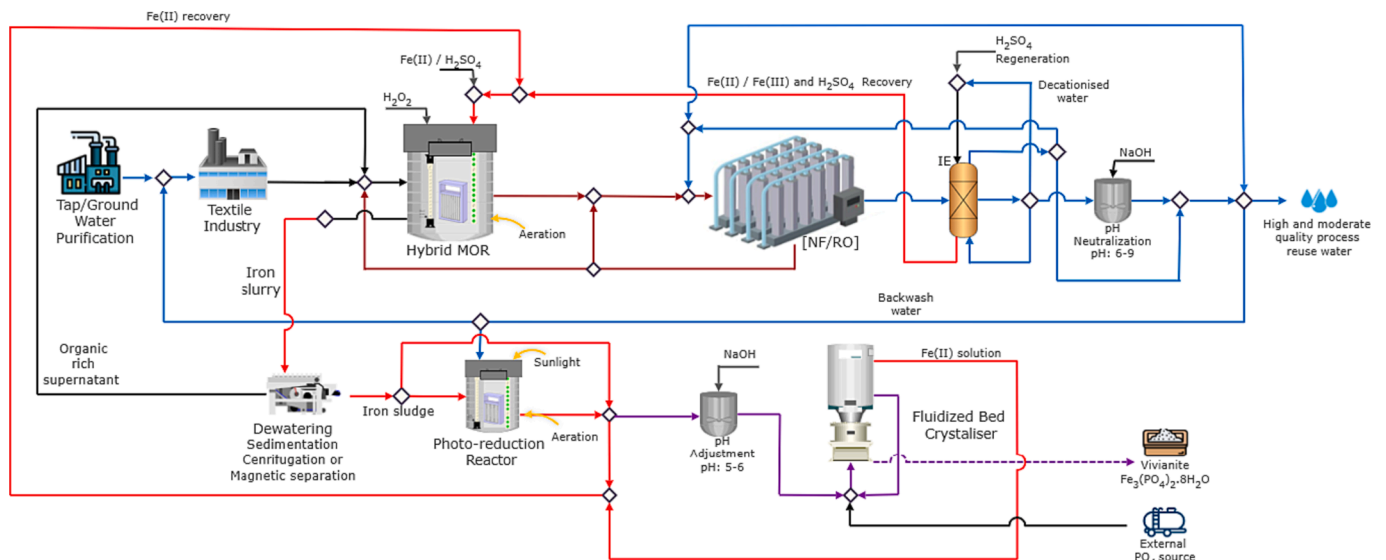 Fe(II) recovery
Fe(II) / H₂SO₄
H₂O₂
Fe(II) / Fe(III) and H₂SO₄ Recovery
H₂SO₄
Regeneration
Decationised
water
IE
NaOH
Tap/Ground
Water
Purification
Textile
Industry
Hybrid MOR
Aeration
[NF/RO]
pH
Neutralization
pH: 6-9
High and moderate
quality process
reuse water
Iron
slurry
Backwash
water
Organic
rich
supernatant
Sunlight
NaOH
Fe(II) solution
Iron sludge
Aeration
Dewatering
Sedimentation
Cenrifugation or
Magnetic separation
Photo-reduction
Reactor
pH
Adjustment
pH: 5-6
Fluidized Bed
Crystaliser
Vivianite
Fe₃(PO₄)₂.8H₂O
External
PO₄ source